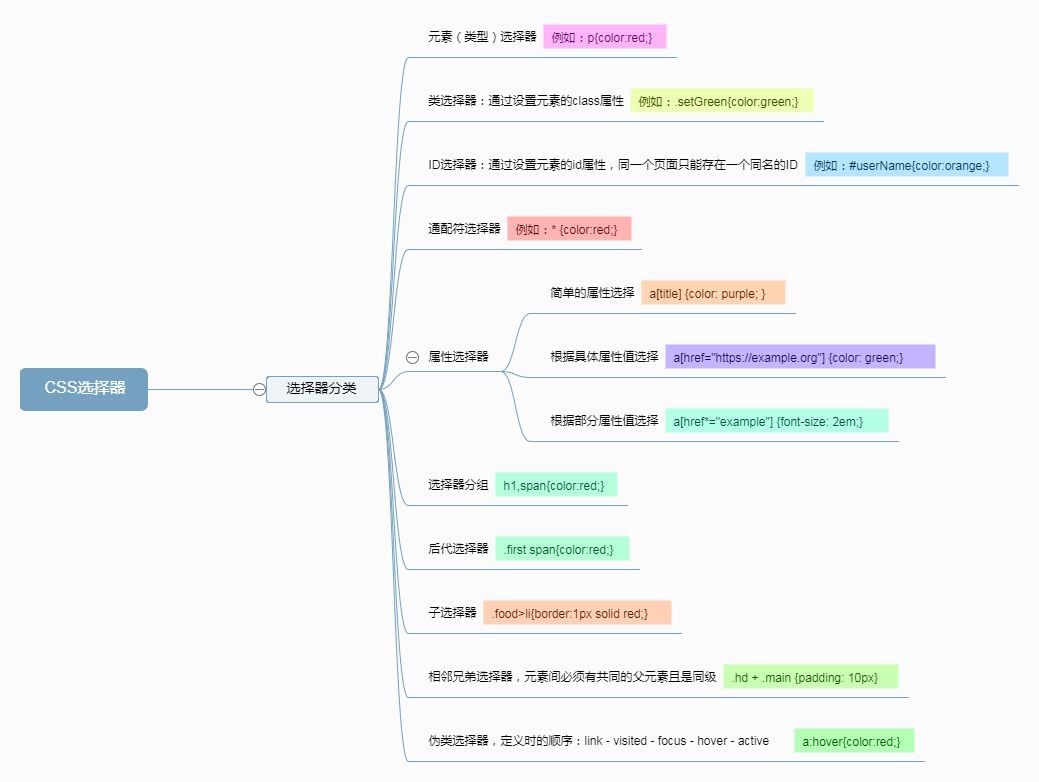 元素（类型）选择器 例如：p{color:red;}
类选择器：通过设置元素的class属性 例如：.setGreen{color:green;}
ID选择器：通过设置元素的id属性，同一个页面只能存在一个同名的ID 例如：#userName{color:orange;}
通配符选择器 例如：* {color:red;}
简单的属性选择 a[title] {color: purple; }
属性选择器
根据具体属性值选择 a[href="https://example.org"] {color: green;}
CSS选择器
选择器分类
根据部分属性值选择 a[href*="example"] {font-size: 2em;}
选择器分组 h1,span{color:red;}
后代选择器 .first span{color:red;}
子选择器 .food>li{border:1px solid red;}
相邻兄弟选择器，元素间必须有共同的父元素且是同级 .hd + .main {padding: 10px}
伪类选择器，定义时的顺序：link - visited - focus - hover - active a:hover{color:red;}